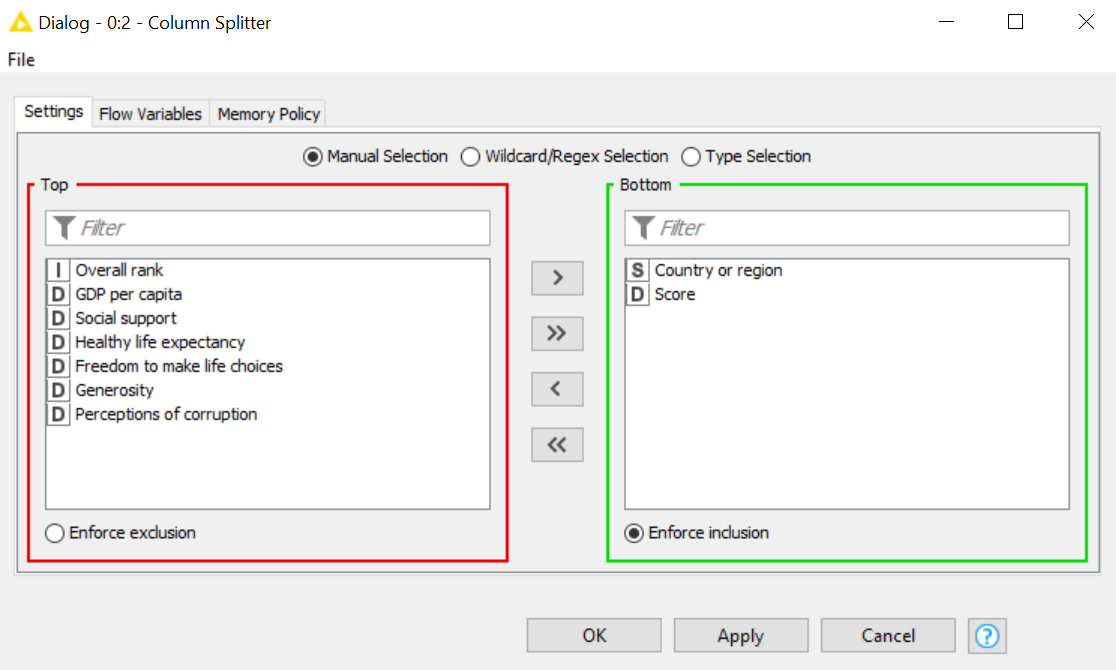 Dialog - 0:2 - Column Splitter
File
Settings Flow Variables Memory Policy
Manual Selection Wildcard/Regex Selection Type Selection
Top
Filter
I Overall rank
D GDP per capita
D Social support
D Healthy life expectancy
D Freedom to make life choices
D Generosity
D Perceptions of corruption
Enforce exclusion
>
>>
<
<<
Bottom
Filter
S Country or region
D Score
Enforce inclusion
OK Apply Cancel ?